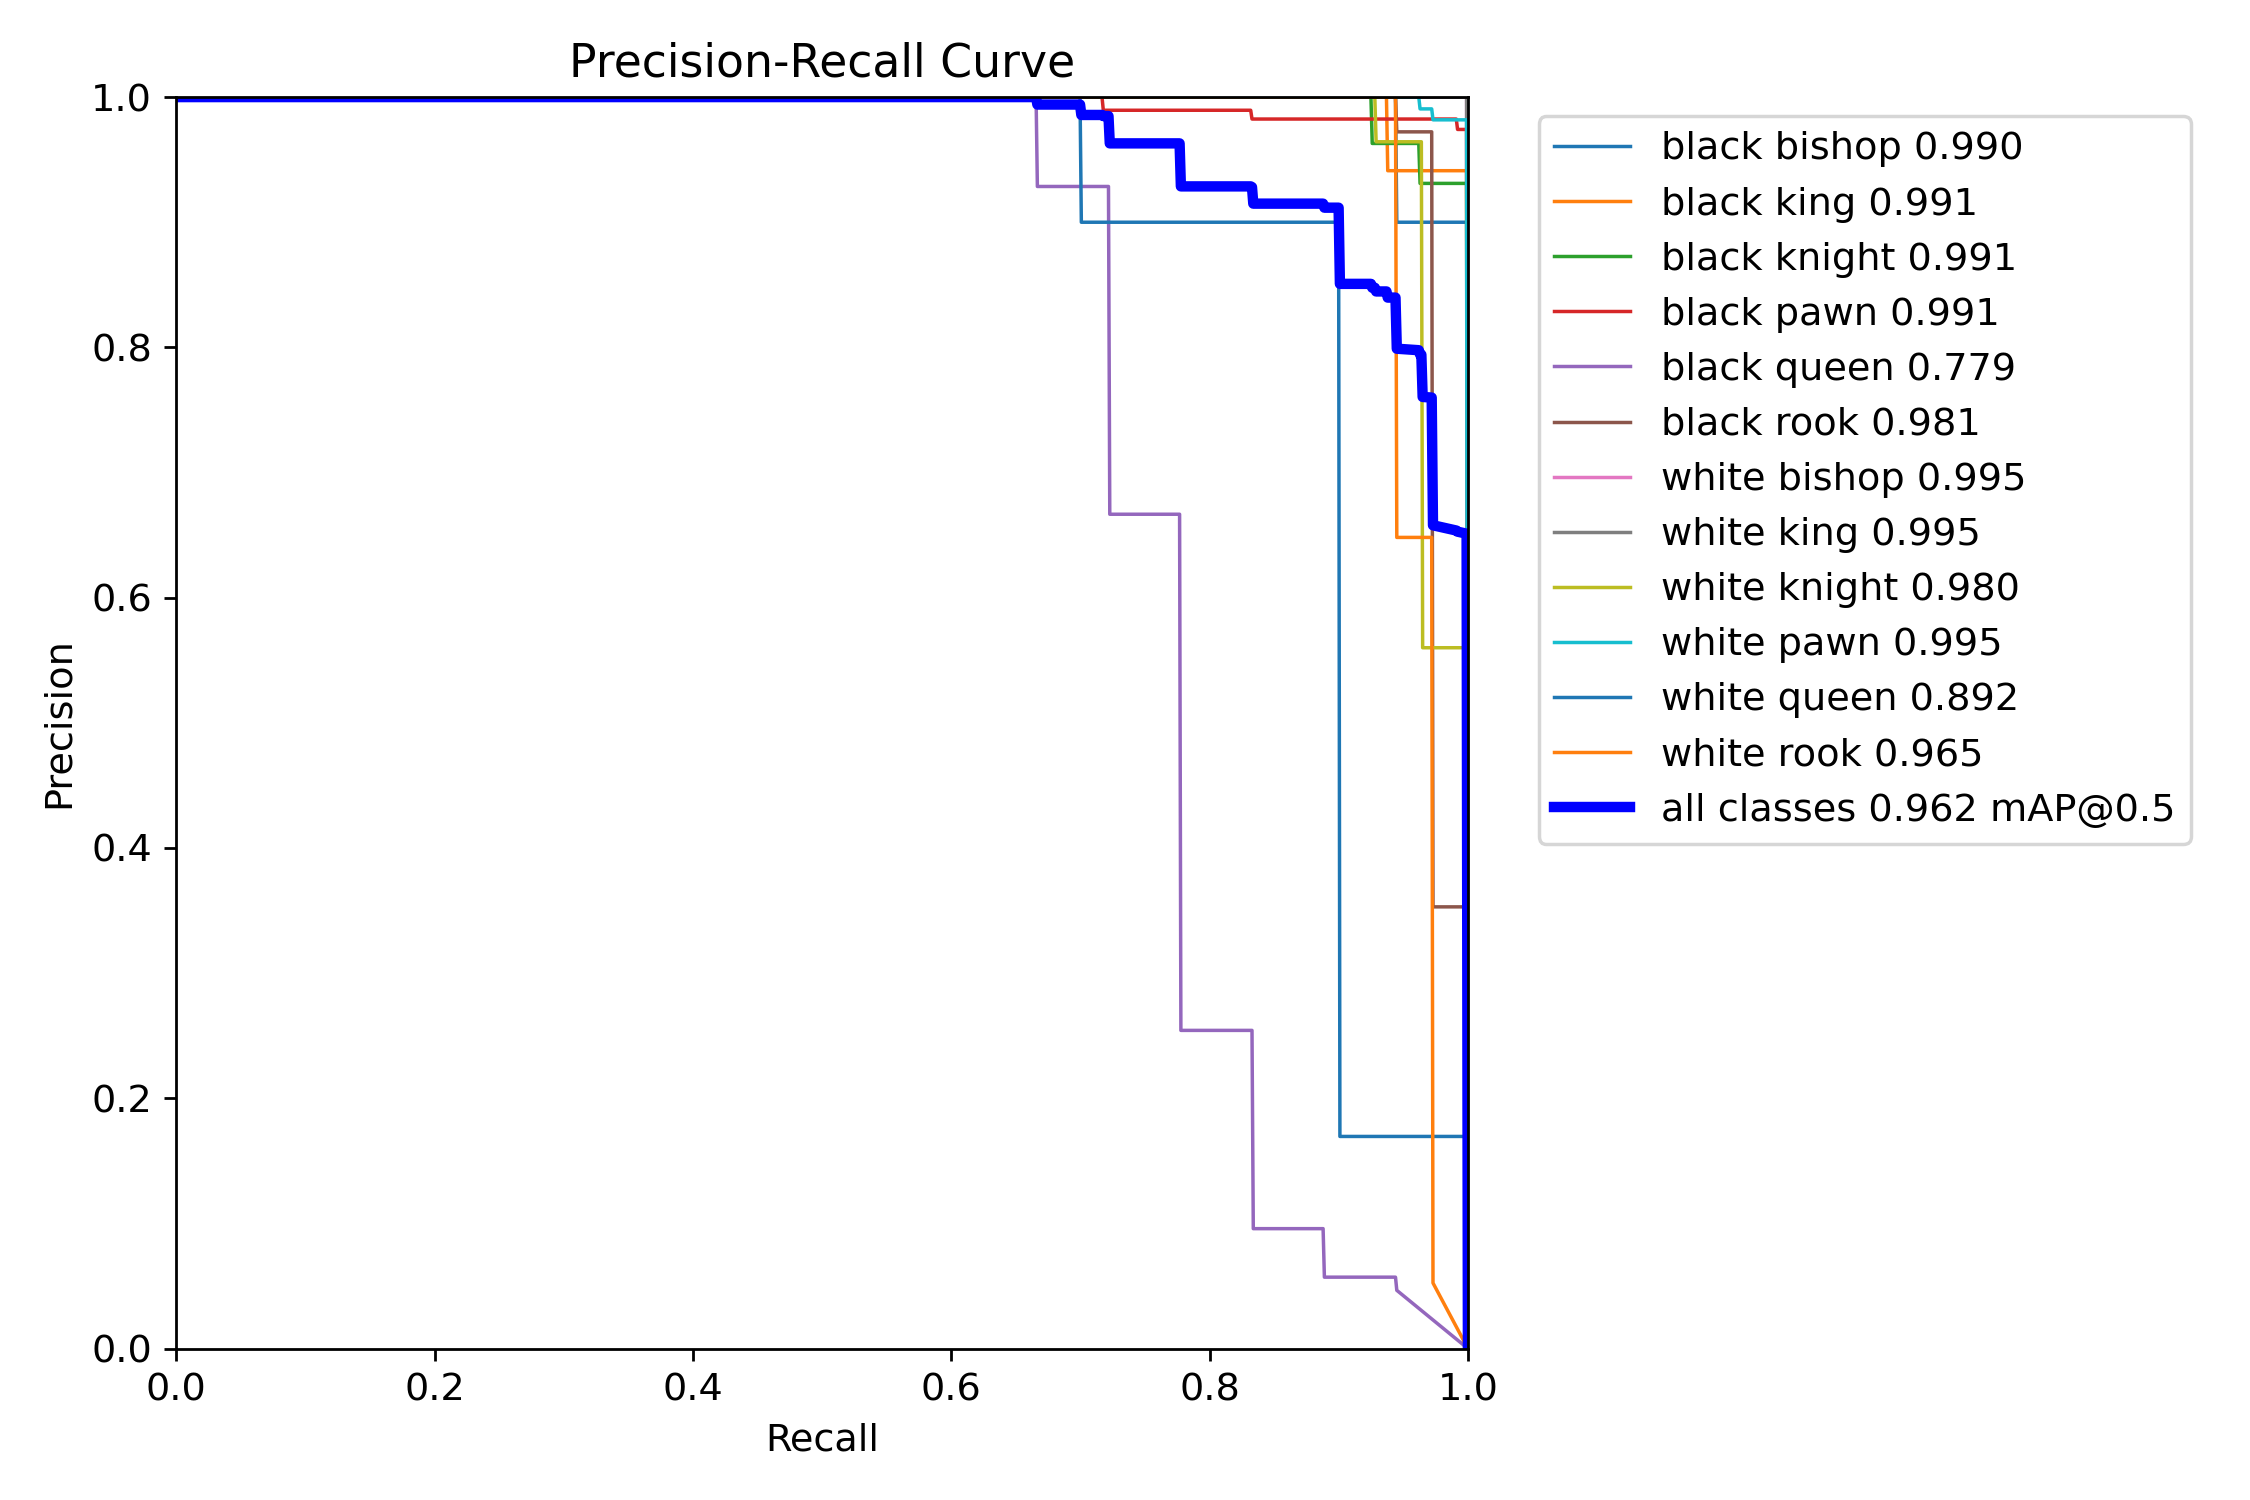 Precision-Recall Curve
1.0
0.8
0.6
0.4
0.2
0.0
Precision
0.0 0.2 0.4 0.6 0.8 1.0
Recall
black bishop 0.990
black king 0.991
black knight 0.991
black pawn 0.991
black queen 0.779
black rook 0.981
white bishop 0.995
white king 0.995
white knight 0.980
white pawn 0.995
white queen 0.892
white rook 0.965
all classes 0.962 mAP@0.5